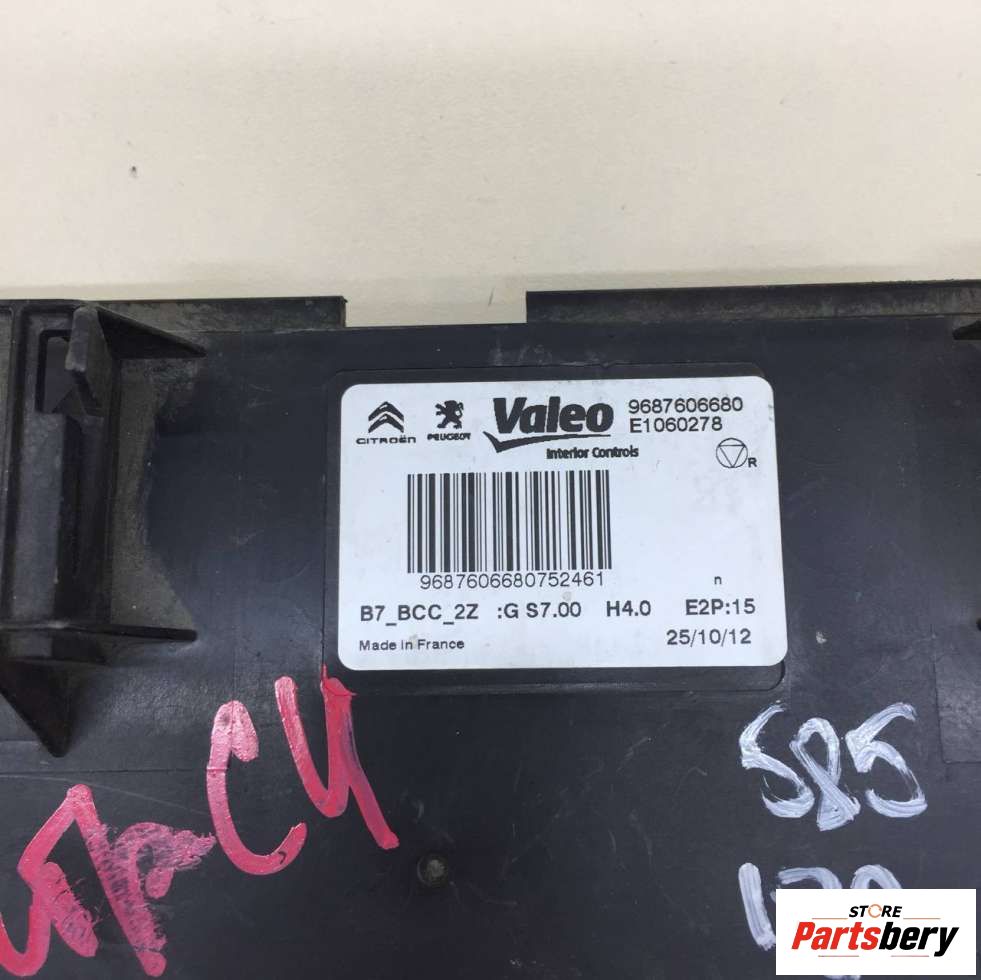 CITROËN PEUGEOT Valeo 9687606680
E1060278
Interior Controls
R
9687606680752461
n
B7_BCC_2Z :G S7.00 H4.0 E2P:15
Made in France 25/10/12
C4
585
STORE
Partsbery